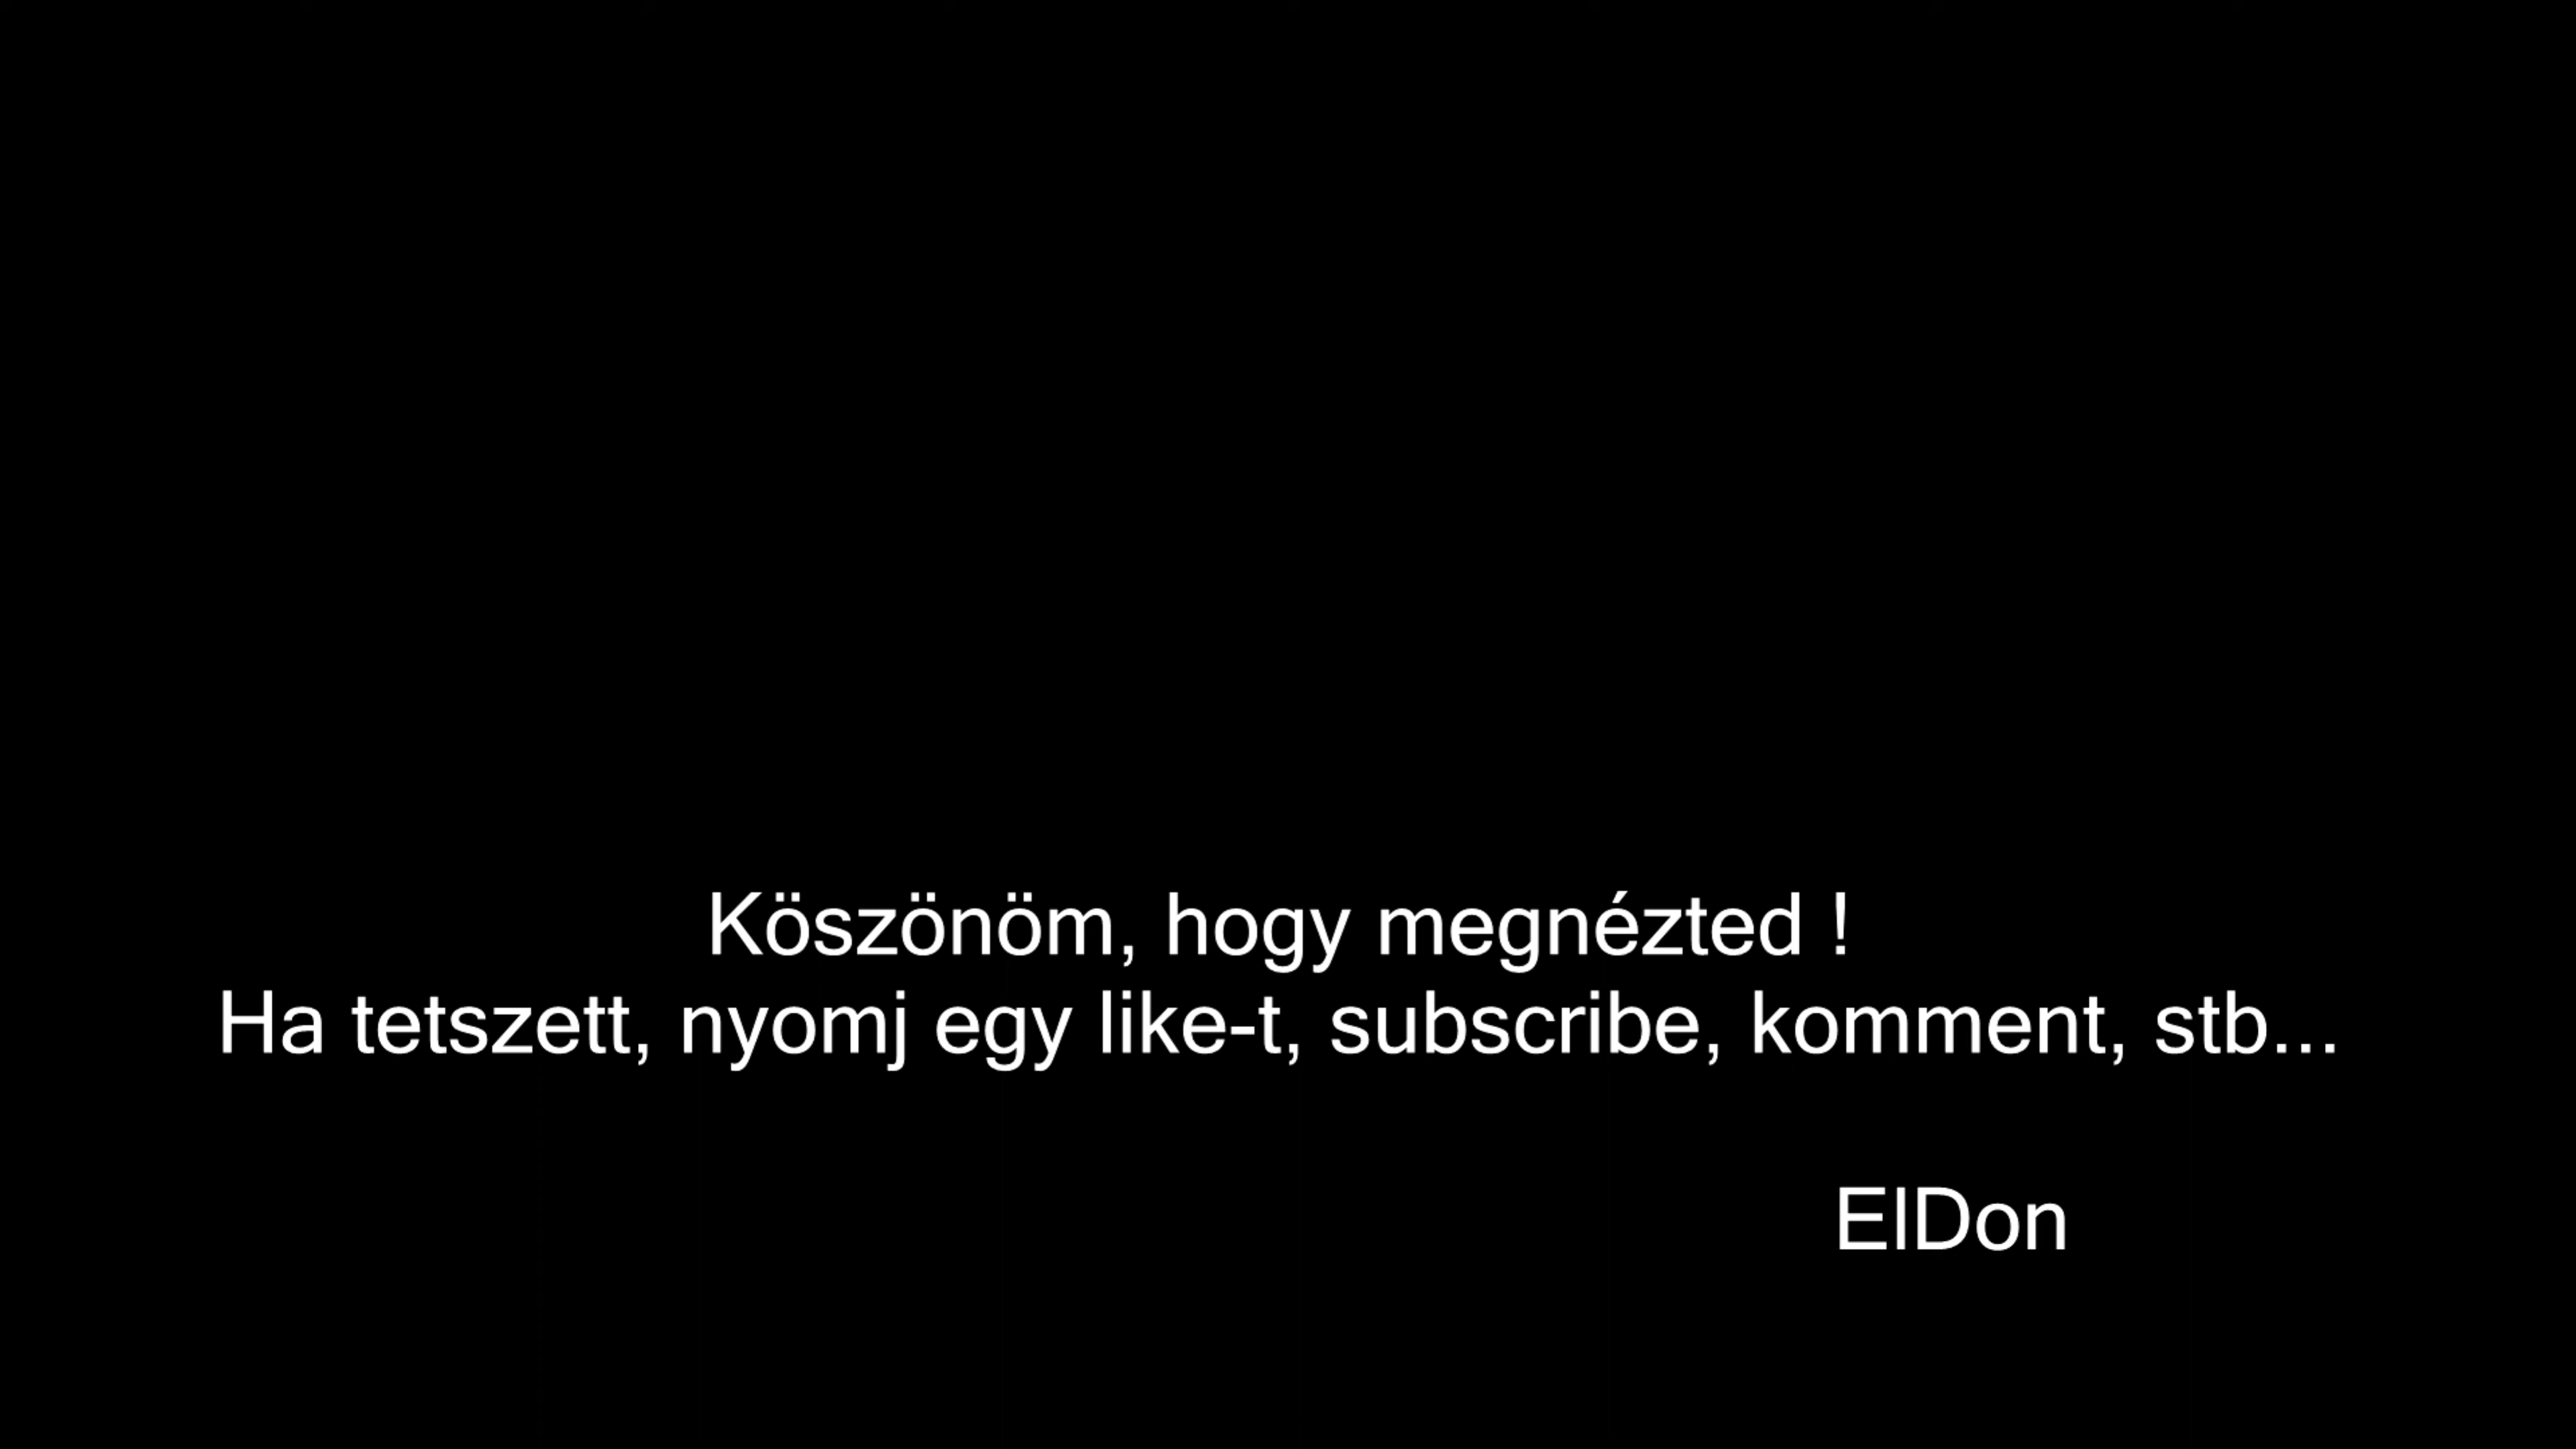 Köszönöm, hogy megnézted !
Ha tetszett, nyomj egy like-t, subscribe, komment, stb...
ElDon